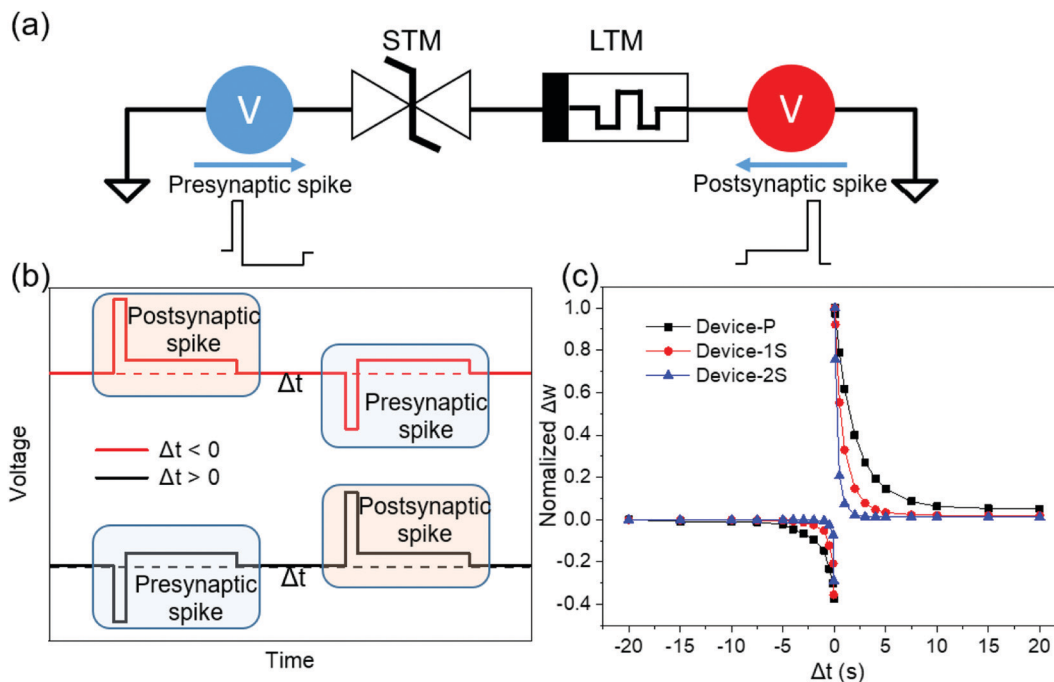 (a)
STM
LTM
V
V
Presynaptic spike
Postsynaptic spike
(b)
Voltage
Postsynaptic
spike
Δt
Presynaptic
spike
Δt < 0
Δt > 0
Postsynaptic
spike
Δt
Presynaptic
spike
Time
(c)
Nomalized Δw
1.0
0.8
0.6
0.4
0.2
0.0
-0.2
-0.4
Device-P
Device-1S
Device-2S
-20
-15
-10
-5
0
5
10
15
20
Δt (s)